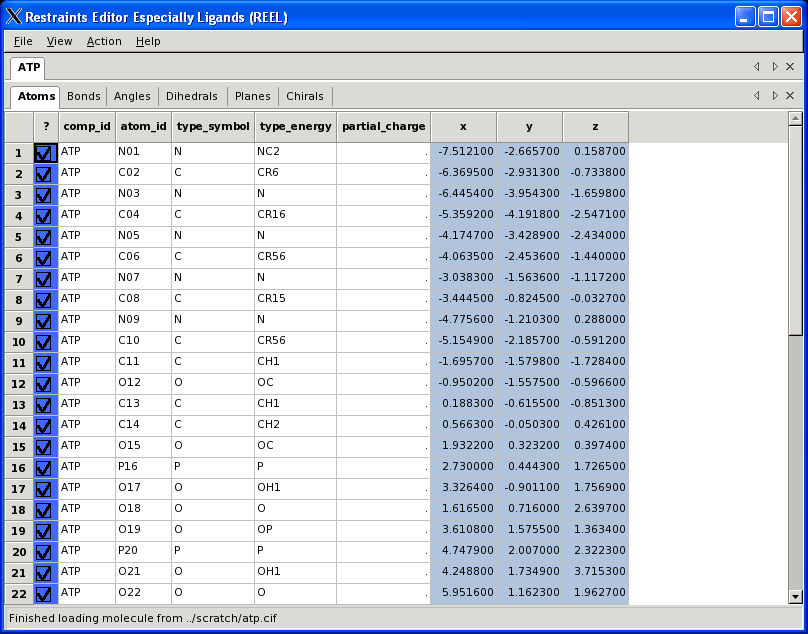 Restraints Editor Especially Ligands (REEL)
File View Action Help
ATP
Atoms Bonds Angles Dihedrals Planes Chirals
? comp_id atom_id type_symbol type_energy partial_charge x y z
1 ATP N01 N NC2 . -7.512100 -2.665700 0.158700
2 ATP C02 C CR6 . -6.369500 -2.931300 -0.733800
3 ATP N03 N N . -6.445400 -3.954300 -1.659800
4 ATP C04 C CR16 . -5.359200 -4.191800 -2.547100
5 ATP N05 N N . -4.174700 -3.428900 -2.434000
6 ATP C06 C CR56 . -4.063500 -2.453600 -1.440000
7 ATP N07 N N . -3.038300 -1.563600 -1.117200
8 ATP C08 C CR15 . -3.444500 -0.824500 -0.032700
9 ATP N09 N N . -4.775600 -1.210300 0.288000
10 ATP C10 C CR56 . -5.154900 -2.185700 -0.591200
11 ATP C11 C CH1 . -1.695700 -1.579800 -1.728400
12 ATP O12 O OC . -0.950200 -1.557500 -0.596600
13 ATP C13 C CH1 . 0.188300 -0.615500 -0.851300
14 ATP C14 C CH2 . 0.566300 -0.050300 0.426100
15 ATP O15 O OC . 1.932200 0.323200 0.397400
16 ATP P16 P P . 2.730000 0.444300 1.726500
17 ATP O17 O OH1 . 3.326400 -0.901100 1.756900
18 ATP O18 O O . 1.616500 0.716000 2.639700
19 ATP O19 O OP . 3.610800 1.575500 1.363400
20 ATP P20 P P . 4.747900 2.007000 2.322300
21 ATP O21 O OH1 . 4.248800 1.734900 3.715300
22 ATP O22 O O . 5.951600 1.162300 1.962700
Finished loading molecule from ../scratch/atp.cif